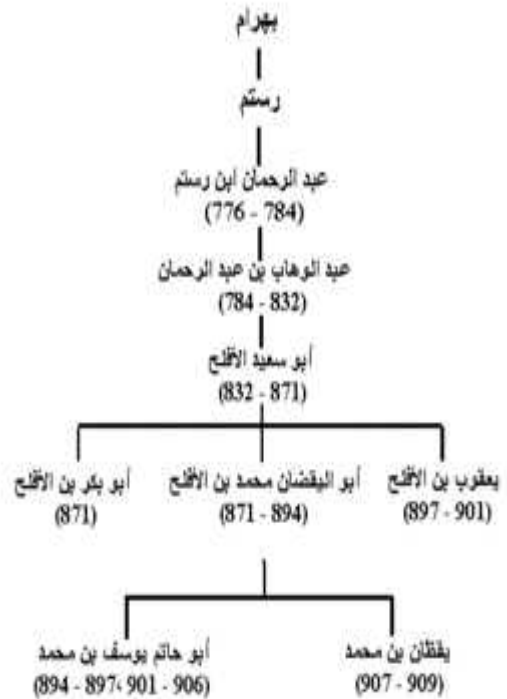 بهرام
رستم
عبد الرحمان ابن رستم
(776 - 784)
عبد الوهاب بن عبد الرحمان
(784 - 832)
أبو سعيد الأفلح
(832 - 871)
يعقوب بن الأفلح
(897 - 901)
أبو اليقضان محمد بن الأفلح
(871 - 894)
أبو بكر بن الأفلح
(871)
يقظان بن محمد
(907 - 909)
أبو حاتم يوسف بن محمد
(894 - 897، 901 - 906)